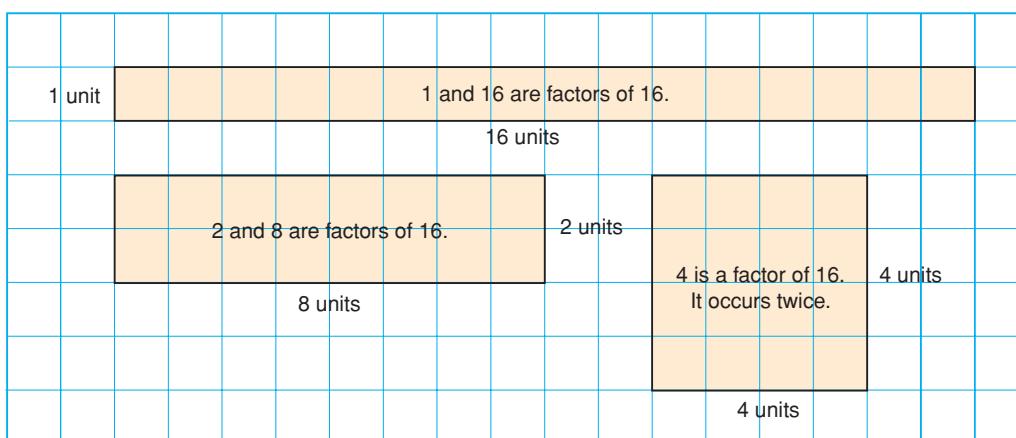 1 unit
1 and 16 are factors of 16.
16 units
2 and 8 are factors of 16.
2 units
8 units
4 is a factor of 16.
It occurs twice.
4 units
4 units